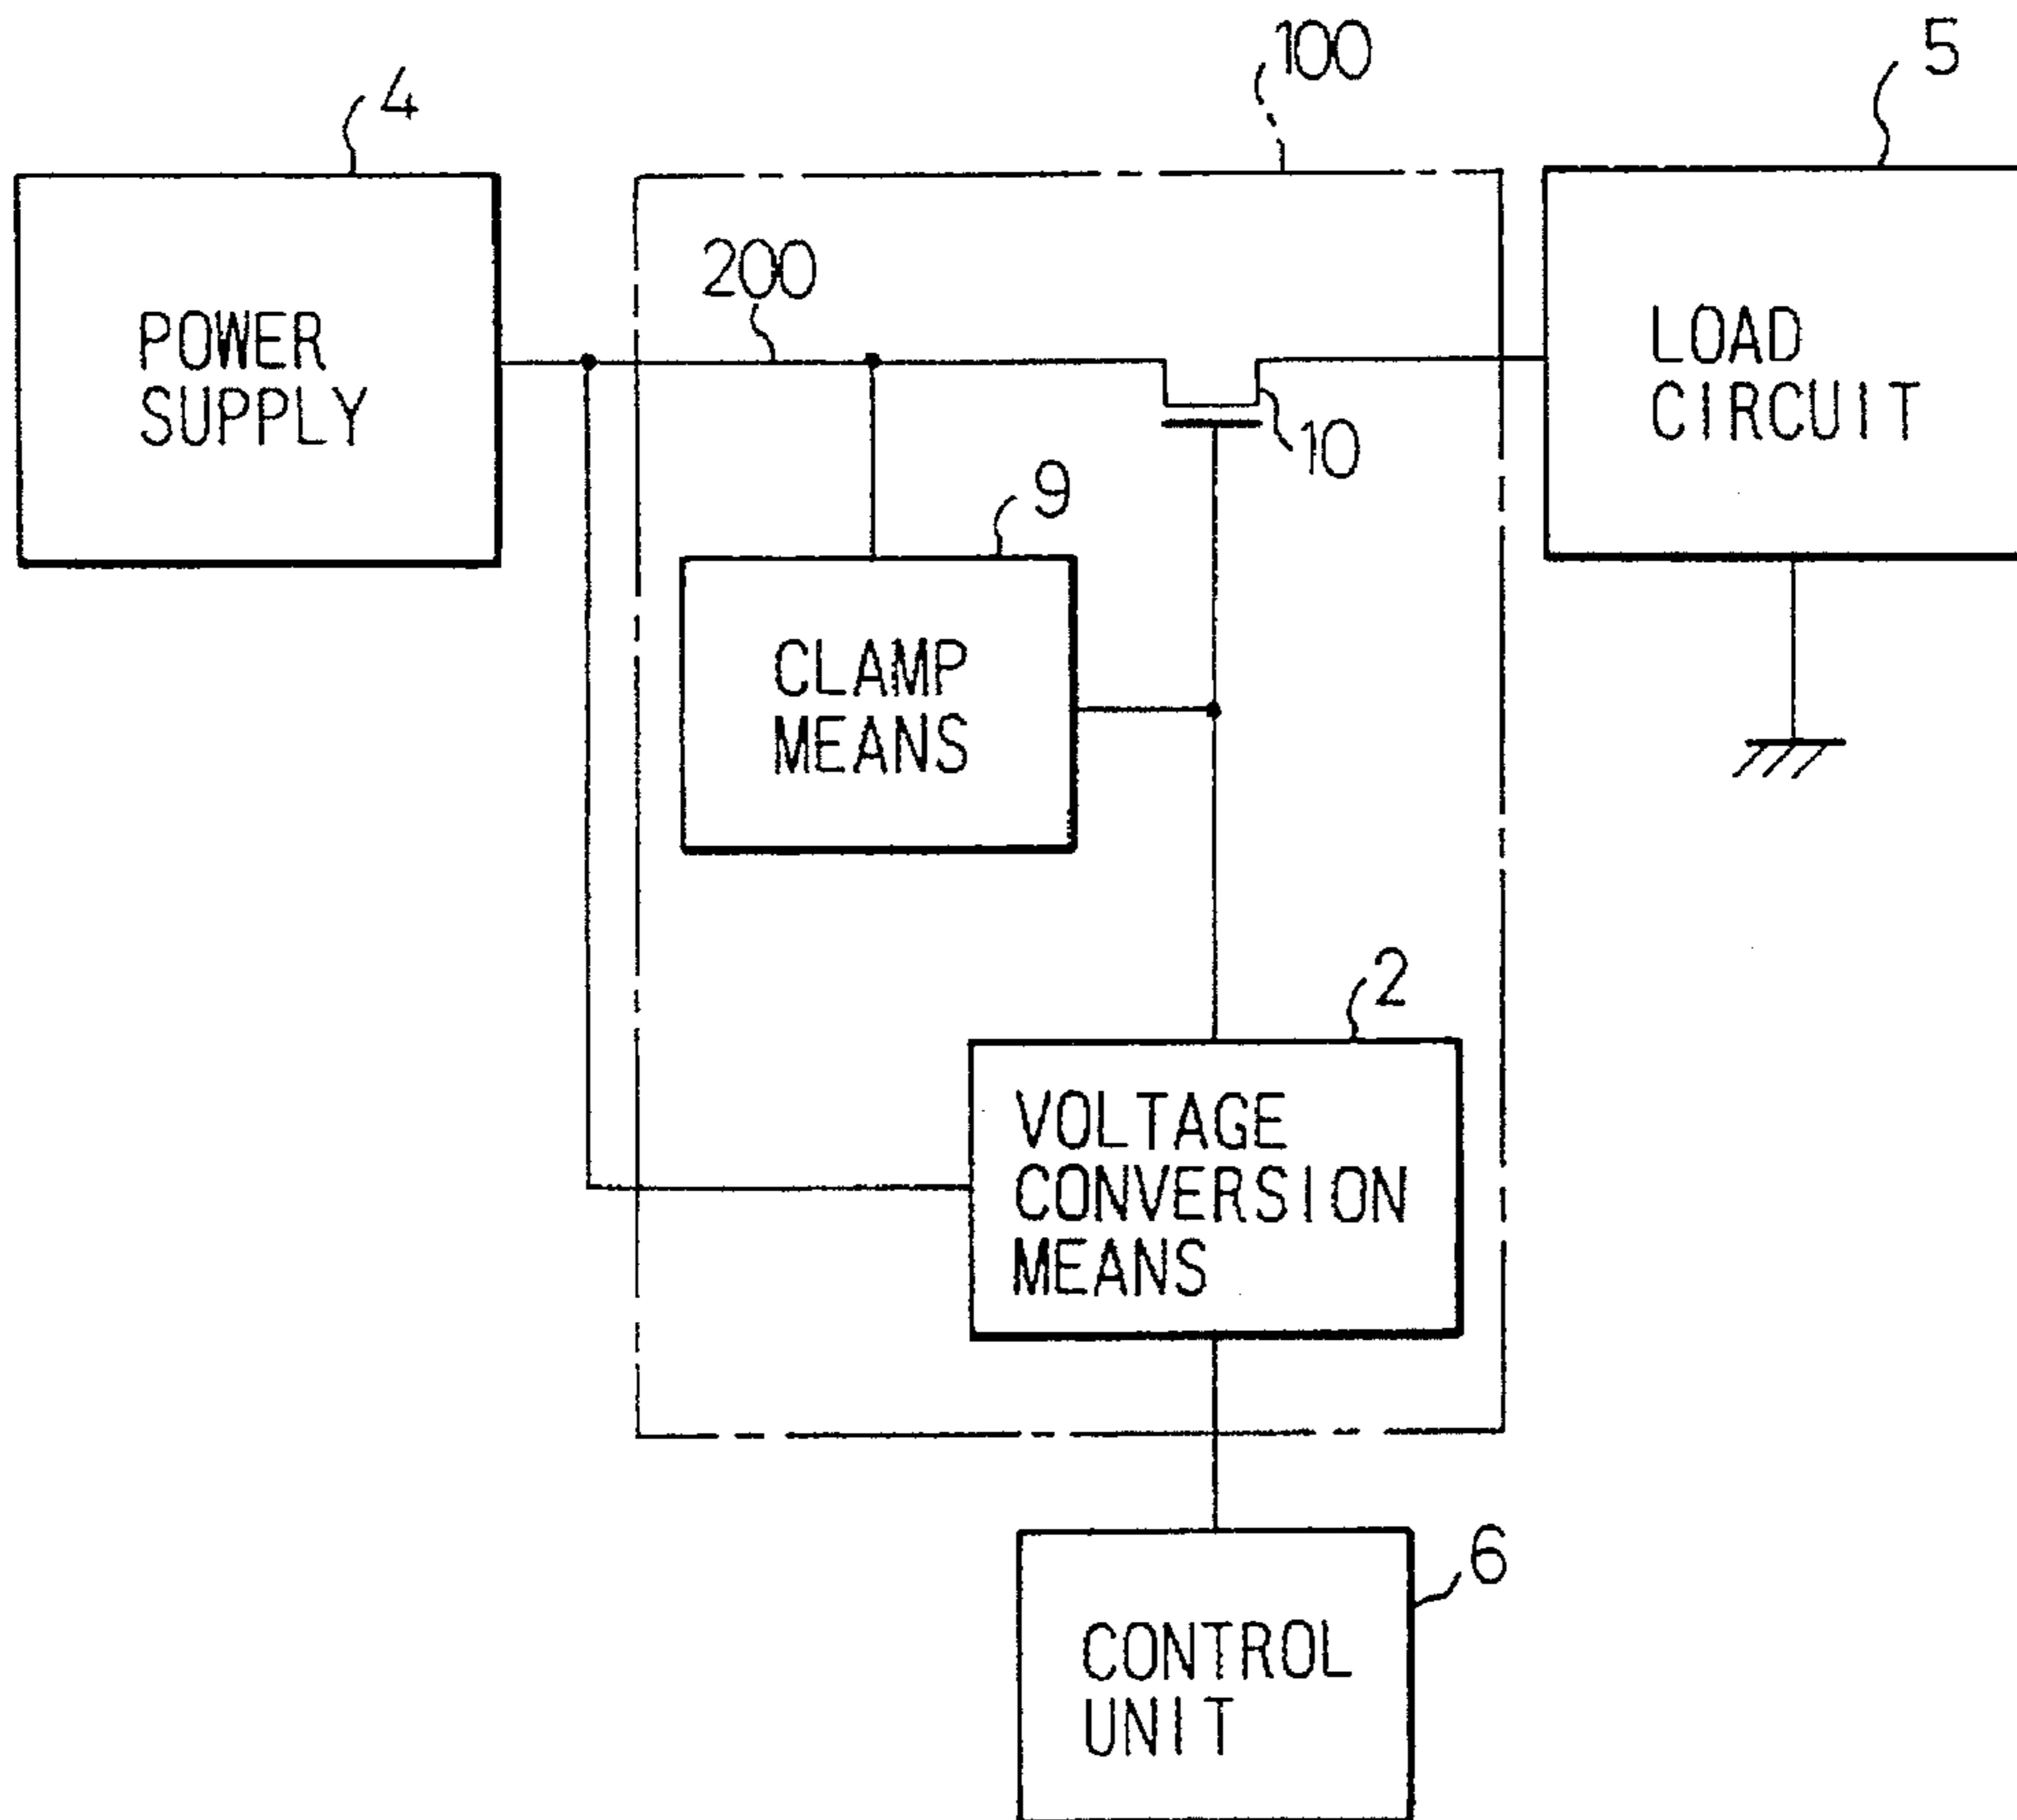 100
5
4
200
POWER
SUPPLY
LOAD
CIRCUIT
10
9
CLAMP
MEANS
2
VOLTAGE
CONVERSION
MEANS
6
CONTROL
UNIT